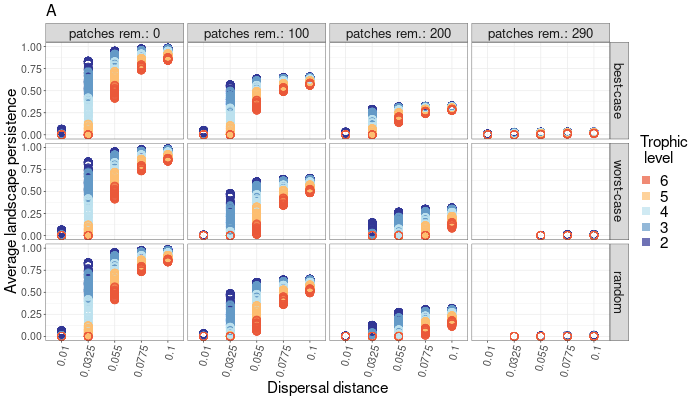 A
patches rem.: 0 patches rem.: 100 patches rem.: 200 patches rem.: 290
Average landscape persistence
1.00
0.75
0.50
0.25
0.00
best-case
1.00
0.75
0.50
0.25
0.00
worst-case
1.00
0.75
0.50
0.25
0.00
random
0.01 0.0325 0.055 0.0775 0.1 0.01 0.0325 0.055 0.0775 0.1 0.01 0.0325 0.055 0.0775 0.1 0.01 0.0325 0.055 0.0775 0.1
Dispersal distance
Trophic
level
6
5
4
3
2